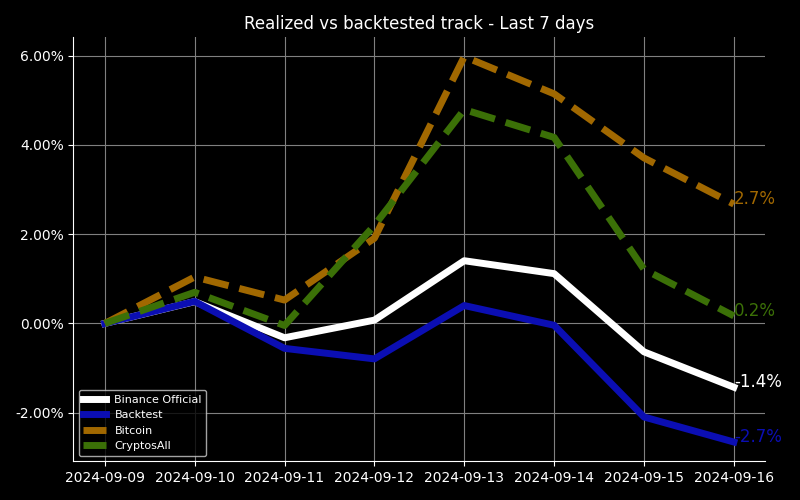 Realized vs backtested track - Last 7 days
6.00%
4.00%
2.00%
0.00%
-2.00%
2.7%
0.2%
-1.4%
-2.7%
Binance Official
Backtest
Bitcoin
CryptosAll
2024-09-09 2024-09-10 2024-09-11 2024-09-12 2024-09-13 2024-09-14 2024-09-15 2024-09-16